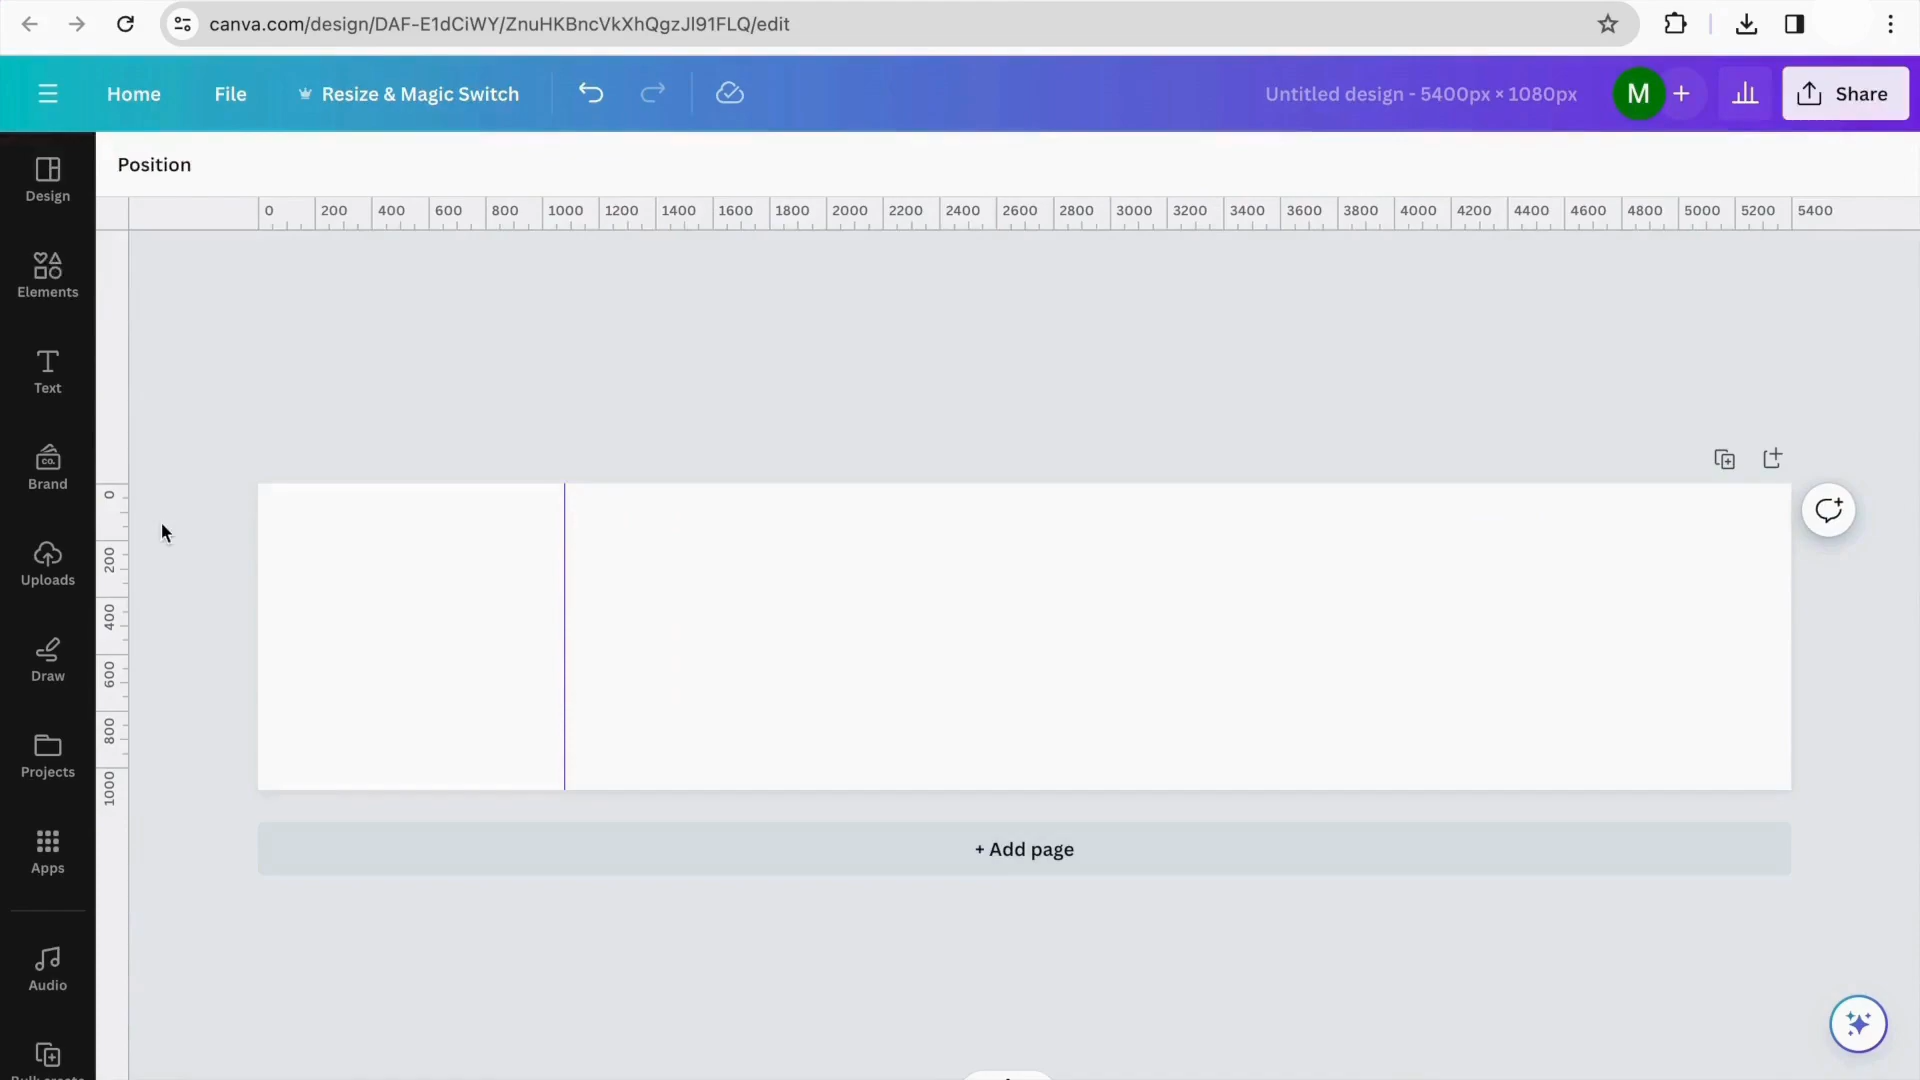 canva.com/design/DAF-E1dCiWY/ZnuHKBncVkXhQgzJl91FLQ/edit
Home File Resize & Magic Switch Untitled design - 5400px × 1080px M + Share
Position
Design
0 200 400 600 800 1000 1200 1400 1600 1800 2000 2200 2400 2600 2800 3000 3200 3400 3600 3800 4000 4200 4400 4600 4800 5000 5200 5400
Elements
Text
CO.
Brand
0
Uploads
200
400
Draw
600
800
Projects
1000
+ Add page
Apps
Audio
Bulk create